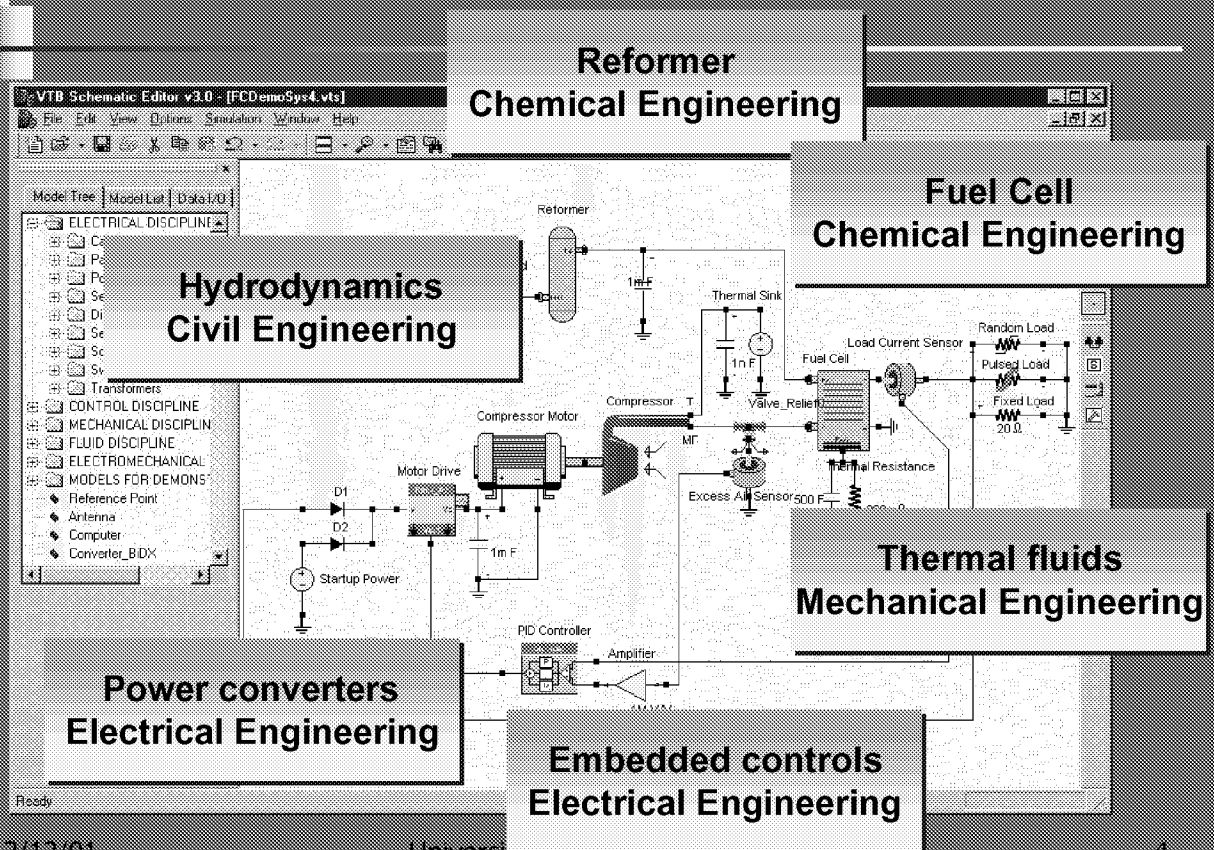 Reformer
Chemical Engineering
VTB Schematic Editor v3.0 - [FCDemoSys4.vts]
File Edit View Options Simulation Window Help
Fuel Cell
Chemical Engineering
Model Tree Model List Data I/O
ELECTRICAL DISCIPLINE
Hydrodynamics
Civil Engineering
Transformers
CONTROL DISCIPLINE
MECHANICAL DISCIPLIN
FLUID DISCIPLINE
ELECTROMECHANICAL
MODELS FOR DEMONS
Reference Point
Antenna
Computer
Converter_BiDX
Reformer
1m F
Thermal Sink
1n F
Random Load
Load Current Sensor
Fuel Cell
Pulsed Load
Fixed Load
20 Ω
Compressor T
Valve_Relief
Compressor Motor
MF
Thermal Resistance
Motor Drive
Excess Air Sensor
500 F
D1
D2
1m F
Startup Power
Thermal fluids
Mechanical Engineering
PID Controller
Amplifier
Power converters
Electrical Engineering
Embedded controls
Electrical Engineering
Ready
4